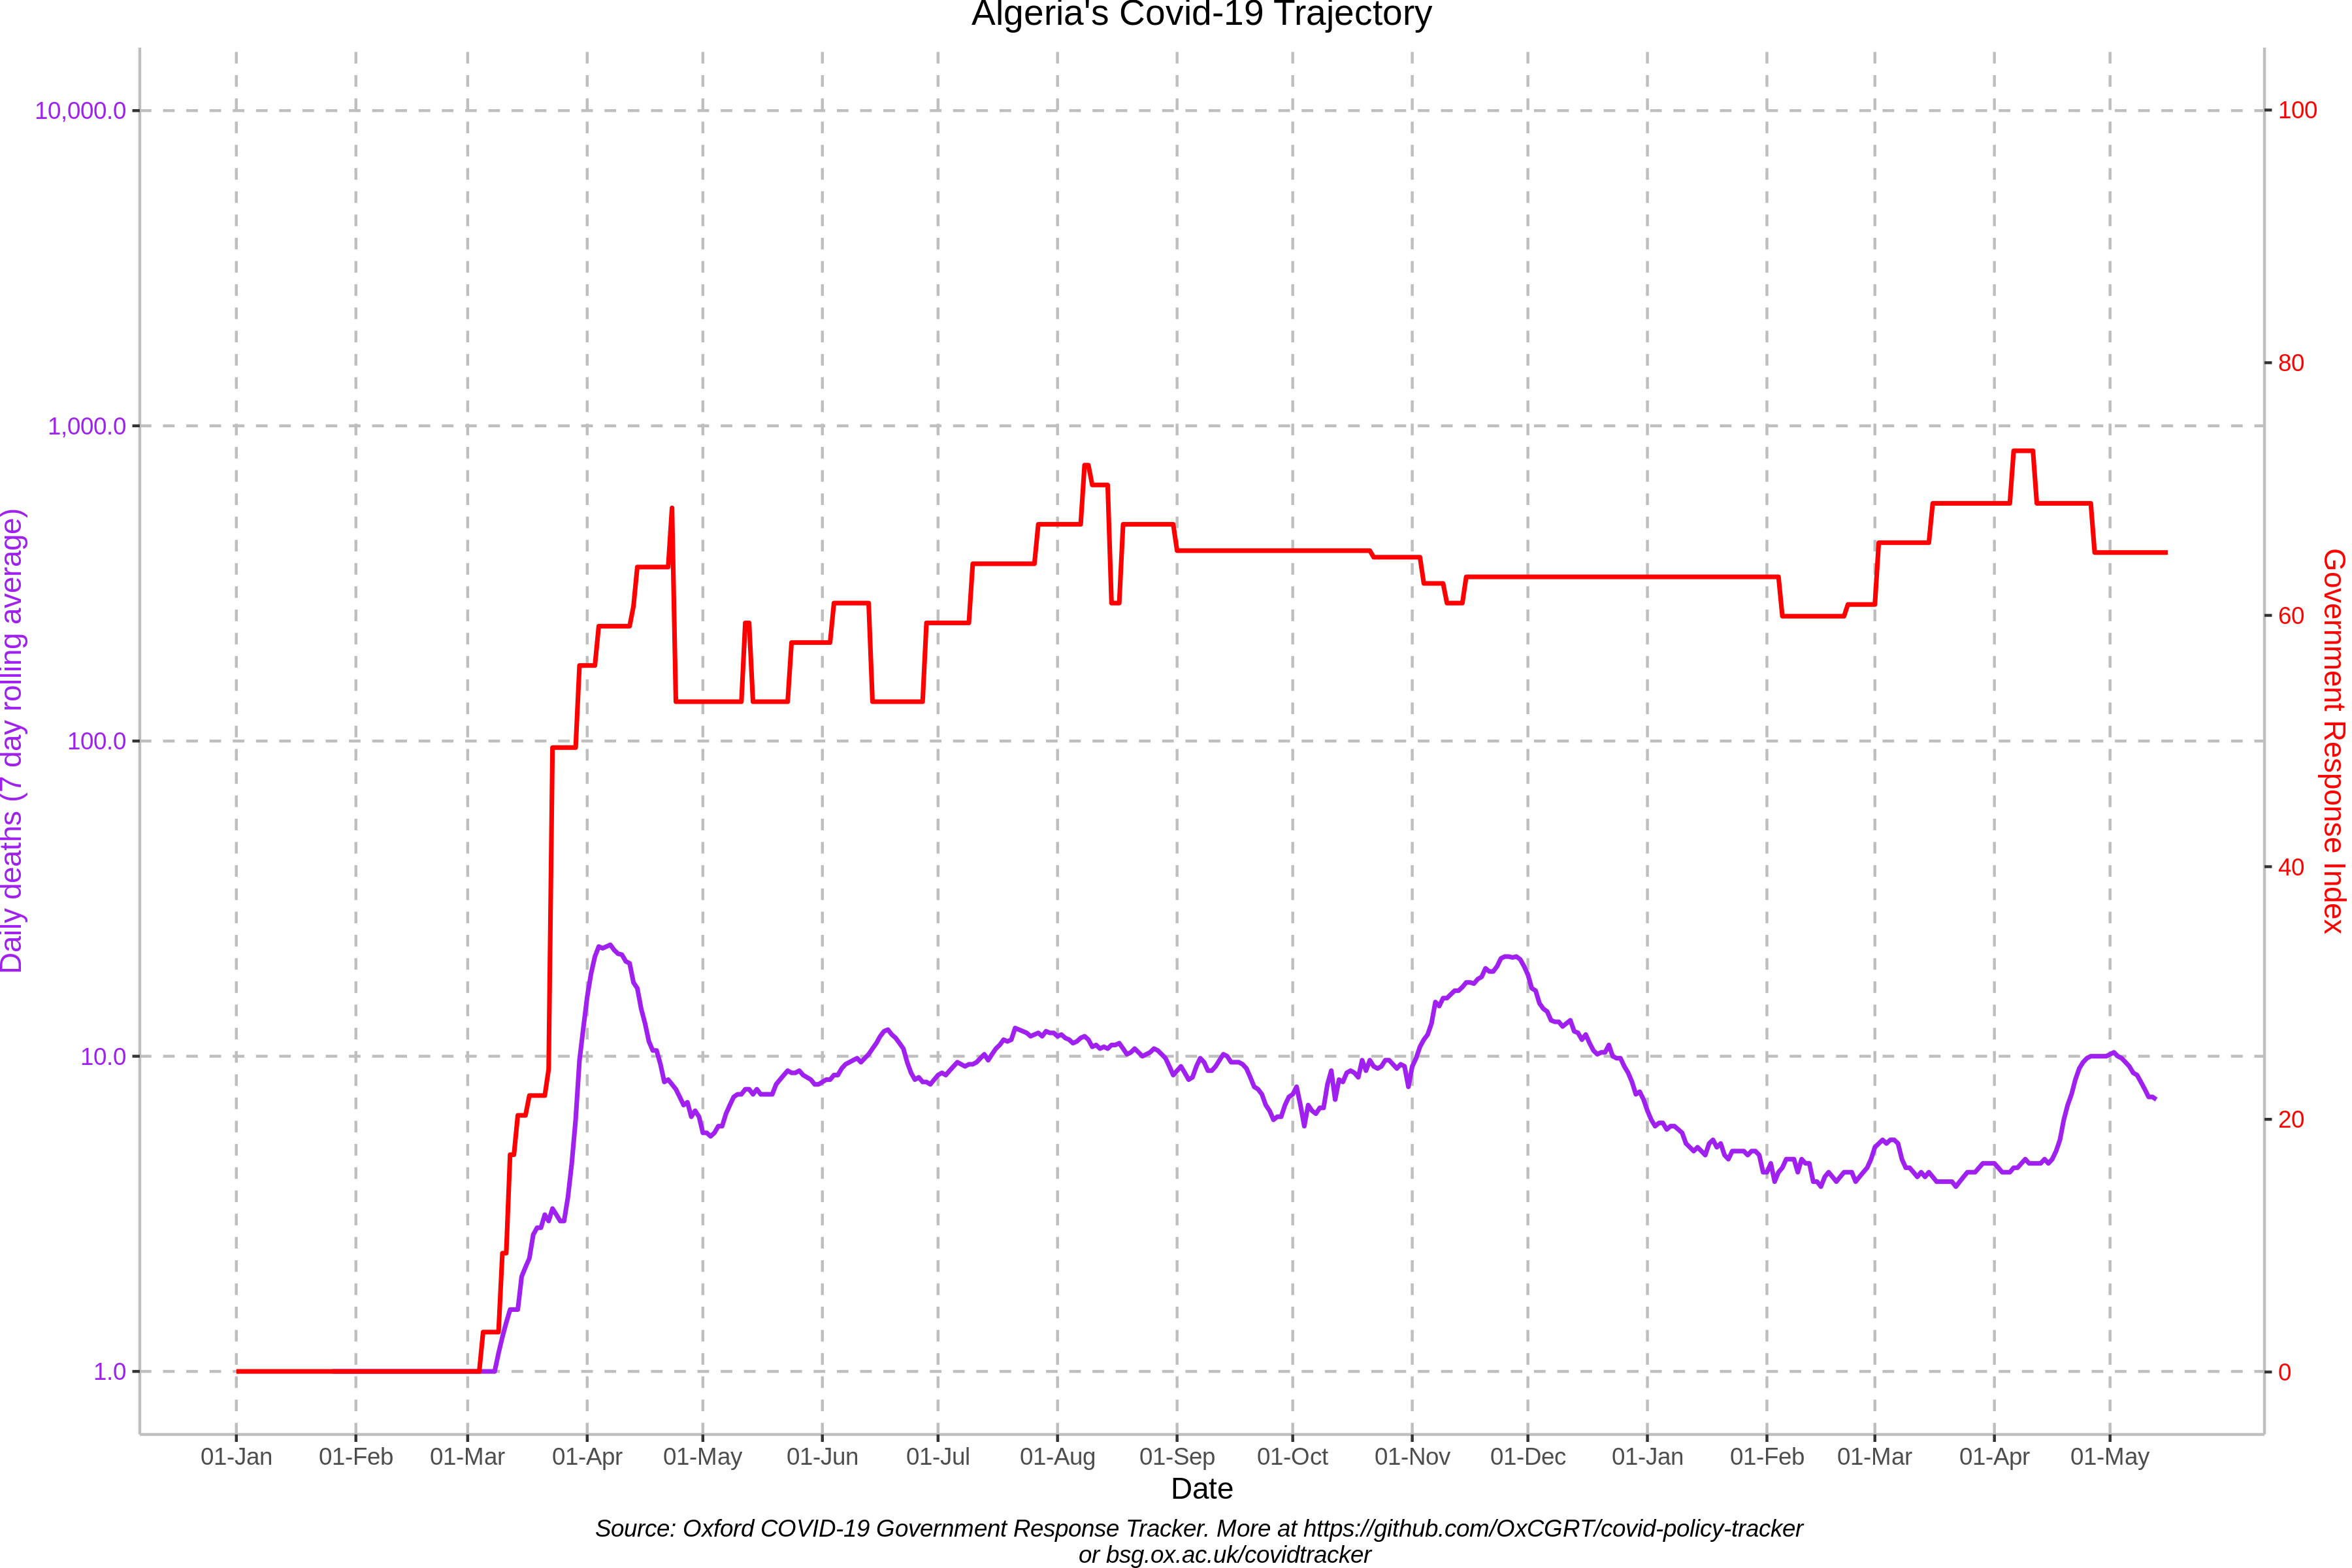 Algeria's Covid-19 Trajectory
10,000.0
1,000.0
100.0
10.0
1.0
Daily deaths (7 day rolling average)
100
80
60
40
20
0
Government Response Index
01-Jan 01-Feb 01-Mar 01-Apr 01-May 01-Jun 01-Jul 01-Aug 01-Sep 01-Oct 01-Nov 01-Dec 01-Jan 01-Feb 01-Mar 01-Apr 01-May
Date
Source: Oxford COVID-19 Government Response Tracker. More at https://github.com/OxCGRT/covid-policy-tracker
or bsg.ox.ac.uk/covidtracker